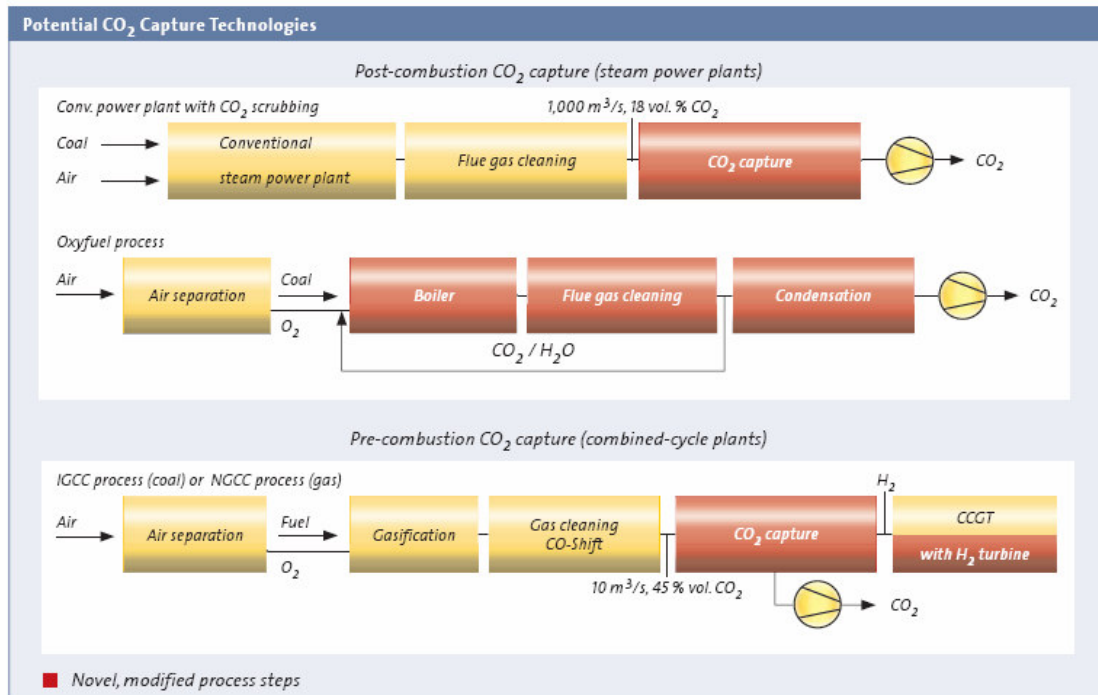 Potential CO₂ Capture Technologies
Post-combustion CO₂ capture (steam power plants)
Conv. power plant with CO₂ scrubbing
1,000 m³/s, 18 vol. % CO₂
Coal
Air
Conventional
steam power plant
Flue gas cleaning
CO₂ capture
CO₂
Oxyfuel process
Air
Air separation
Coal
O₂
Boiler
Flue gas cleaning
Condensation
CO₂
CO₂ / H₂O
Pre-combustion CO₂ capture (combined-cycle plants)
IGCC process (coal) or NGCC process (gas)
Air
Air separation
Fuel
O₂
Gasification
Gas cleaning
CO-Shift
10 m³/s, 45 % vol. CO₂
CO₂ capture
H₂
CCGT
with H₂ turbine
CO₂
Novel, modified process steps